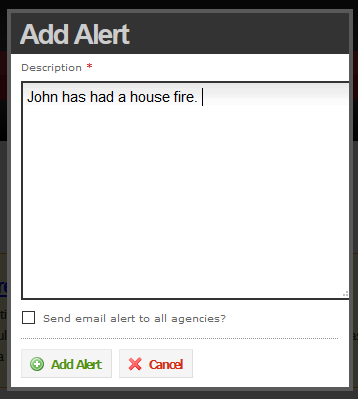 Add Alert
Description *
John has had a house fire.
Send email alert to all agencies?
Add Alert
Cancel